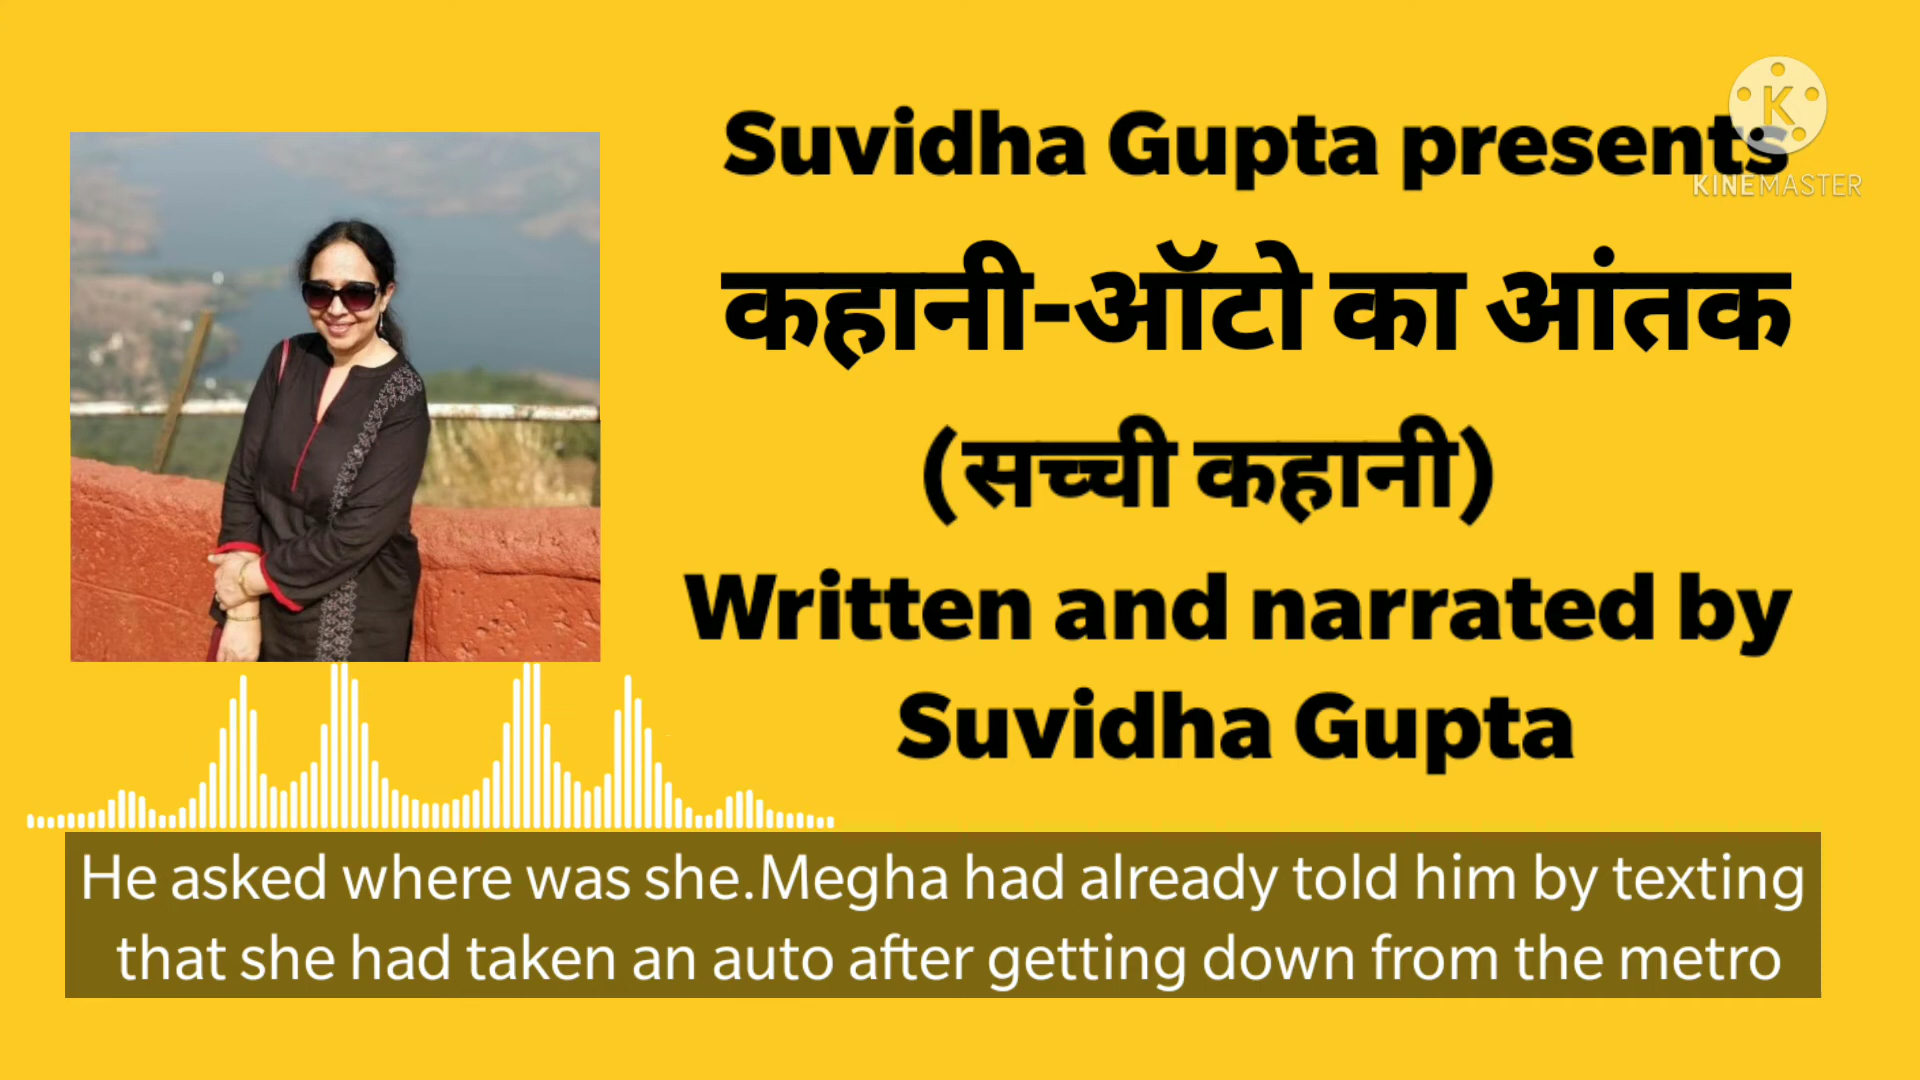 Suvidha Gupta presents
K
KINEMASTER
कहानी-ऑटो का आंतक
(सच्ची कहानी)
Written and narrated by
Suvidha Gupta
He asked where was she.Megha had already told him by texting
that she had taken an auto after getting down from the metro